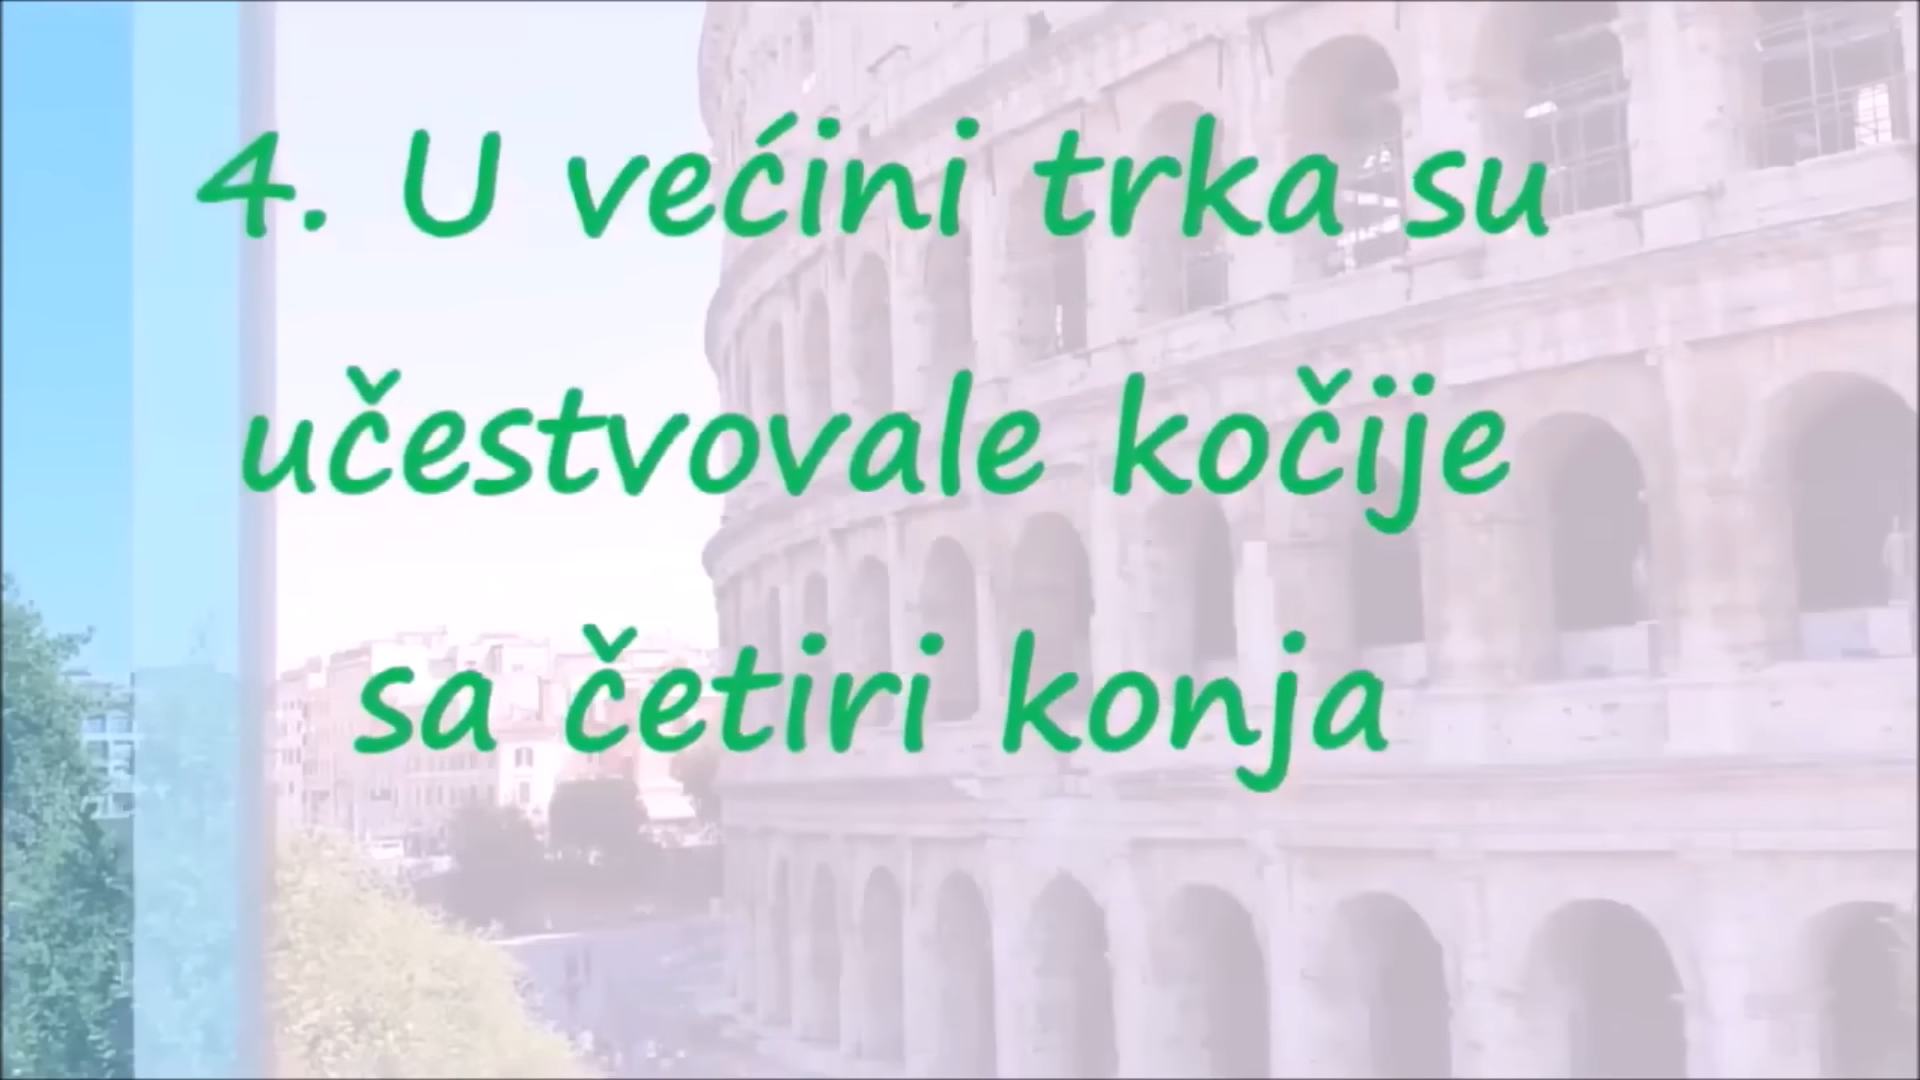 4. U većini trka su
učestvovale kočije
sa četiri konja